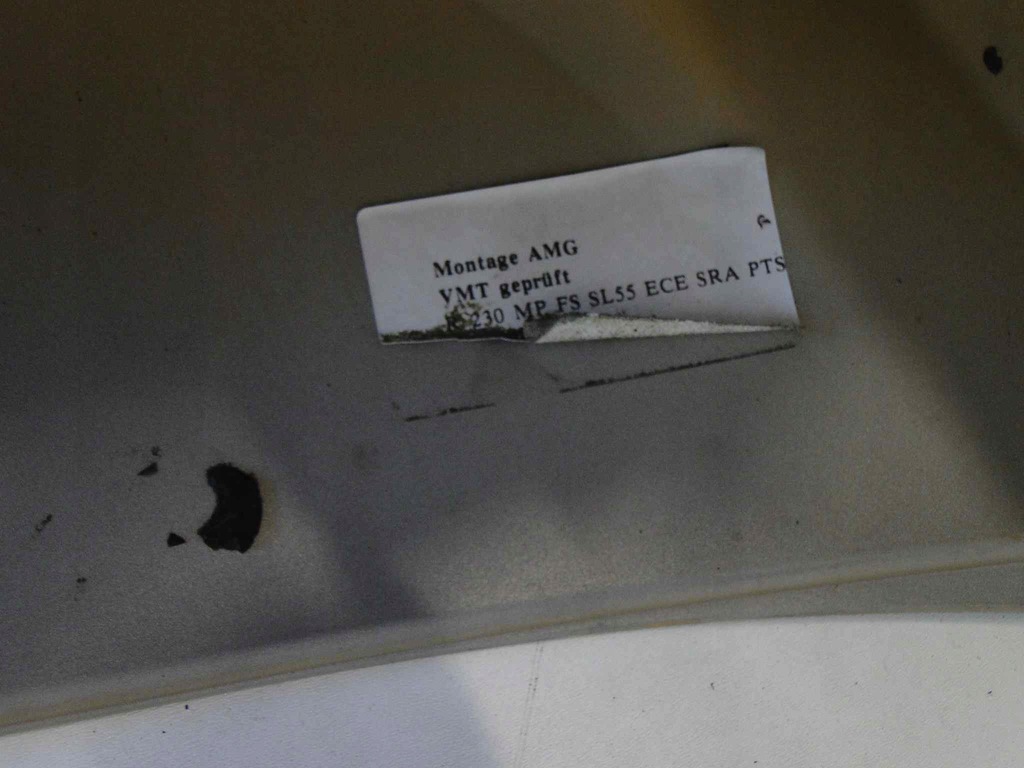 Montage AMG
VMT geprüft
R 230 MP FS SL55 ECE SRA PTS